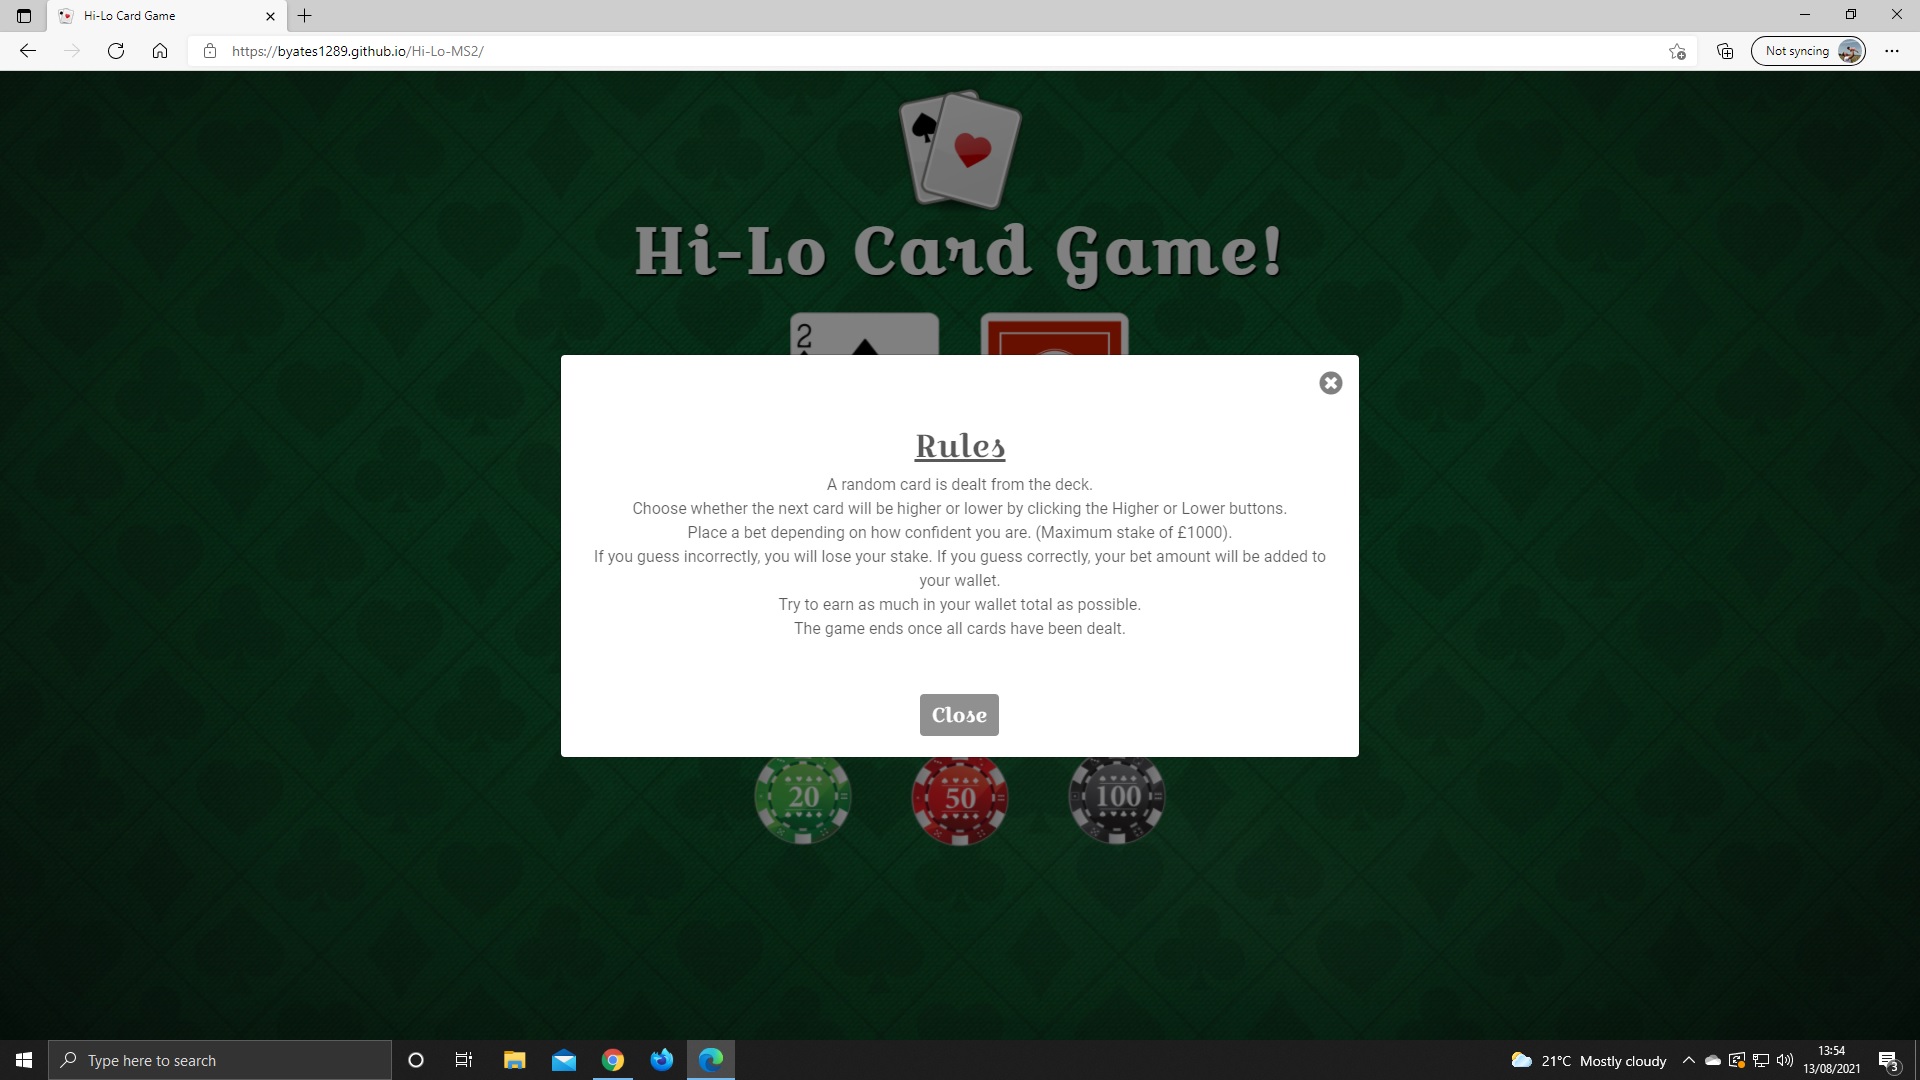 Hi-Lo Card Game
https://byates1289.github.io/Hi-Lo-MS2/
Not syncing
Hi-Lo Card Game!
2
Rules
A random card is dealt from the deck.
Choose whether the next card will be higher or lower by clicking the Higher or Lower buttons.
Place a bet depending on how confident you are. (Maximum stake of £1000).
If you guess incorrectly, you will lose your stake. If you guess correctly, your bet amount will be added to
your wallet.
Try to earn as much in your wallet total as possible.
The game ends once all cards have been dealt.
Close
20
50
100
Type here to search
21°C Mostly cloudy
13:54
13/08/2021
3